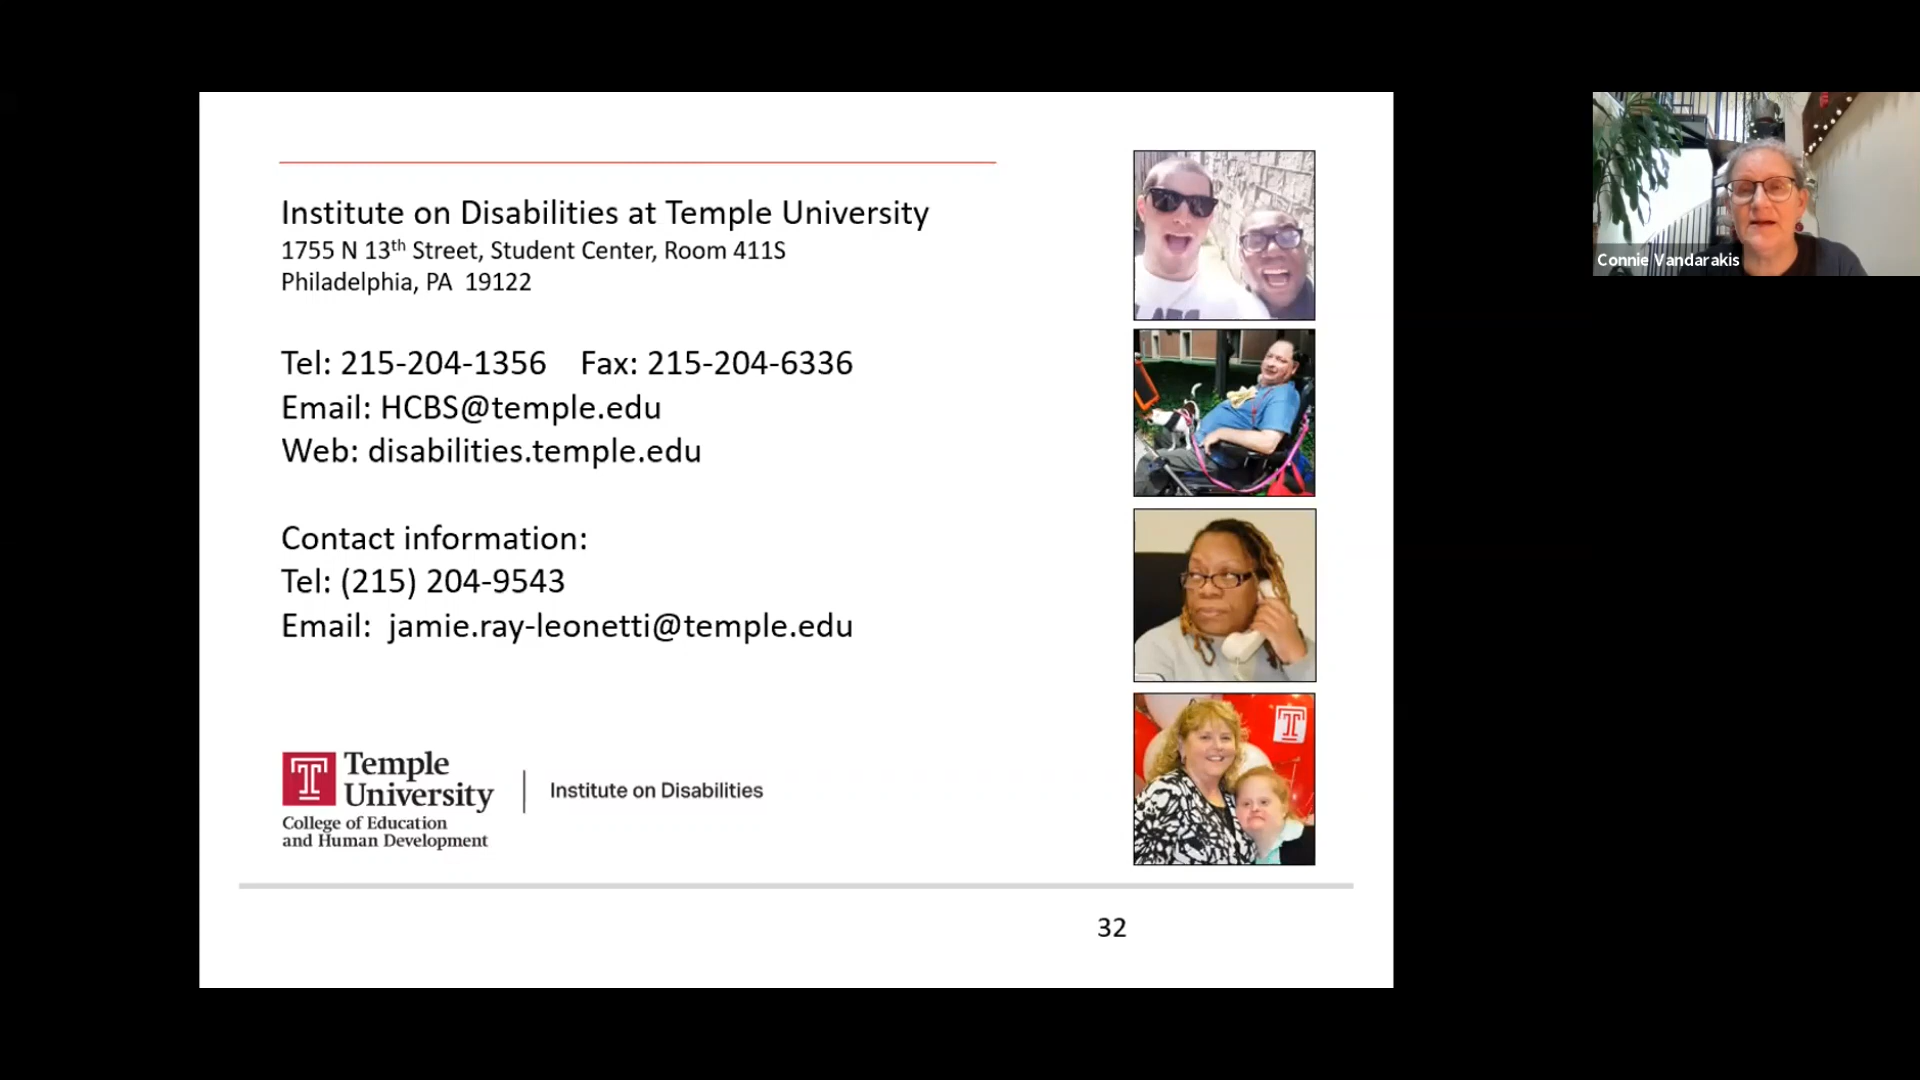 Institute on Disabilities at Temple University
1755 N 13th Street, Student Center, Room 411S
Philadelphia, PA 19122
Tel: 215-204-1356 Fax: 215-204-6336
Email: HCBS@temple.edu
Web: disabilities.temple.edu
Contact information:
Tel: (215) 204-9543
Email: jamie.ray-leonetti@temple.edu
Temple
University
College of Education
and Human Development
Institute on Disabilities
32
Connie Vandarakis